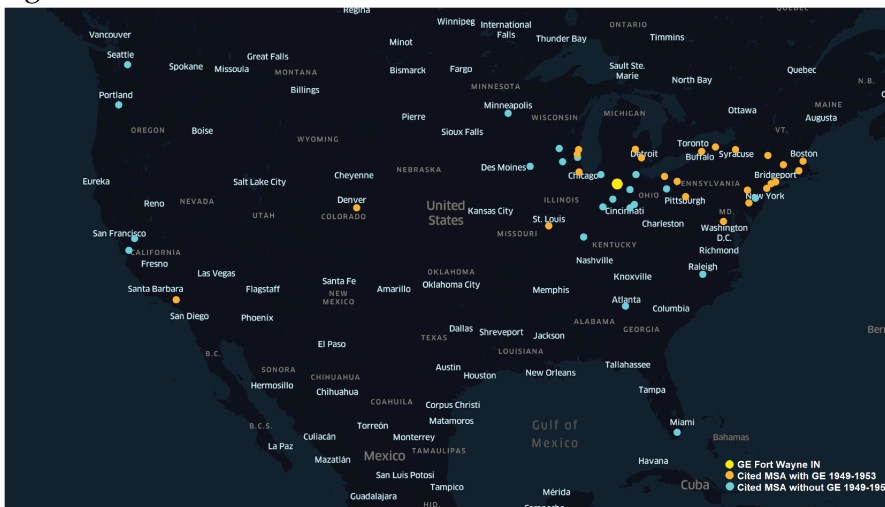 Regina
QUEBEC
Winnipeg
International
Falls
ONTARIO
Vancouver
Minot
Thunder Bay
Timmins
Seattle
Great Falls
Spokane
Missoula
MONTANA
Bismarck
Fargo
Sault Ste.
Marie
Quebec
North Bay
N.B.
Billings
MINNESOTA
Portland
Minneapolis
Ottawa
MAINE
Augusta
Pierre
WISCONSIN
MICHIGAN
VT.
OREGON
Boise
Sioux Falls
WYOMING
Toronto
Detroit
Buffalo
Syracuse
Boston
Des Moines
Chicago
NEBRASKA
Cheyenne
Bridgeport
Eureka
Salt Lake City
PENNSYLVANIA
OHIO
New York
Reno
NEVADA
Denver
United
States
ILLINOIS
Pittsburgh
UTAH
COLORADO
Kansas City
Cincinnati
MD.
St. Louis
Charleston
Washington
D.C.
San Francisco
MISSOURI
KENTUCKY
Richmond
CALIFORNIA
Fresno
Nashville
Raleigh
Las Vegas
OKLAHOMA
Knoxville
Santa Barbara
Flagstaff
Santa Fe
Amarillo
Oklahoma City
Memphis
NEW
MEXICO
Atlanta
Columbia
San Diego
Phoenix
ALABAMA
GEORGIA
Dallas
Shreveport
Jackson
TEXAS
El Paso
B.C.
LOUISIANA
Tallahassee
SONORA
Austin
Houston
New Orleans
CHIHUAHUA
Hermosillo
Chihuahua
Tampa
COAHUILA
Corpus Christi
Matamoros
Miami
B.C.S.
Torreón
Gulf of
Mexico
Culiacán
Monterrey
Bahamas
La Paz
TAMAULIPAS
Mazatlán
Mexico
Havana
San Luis Potosi
Cuba
Tampico
Mérida
Guadalajara
HID.
Campeche
GE Fort Wayne IN
Cited MSA with GE 1949-1953
Cited MSA without GE 1949-195